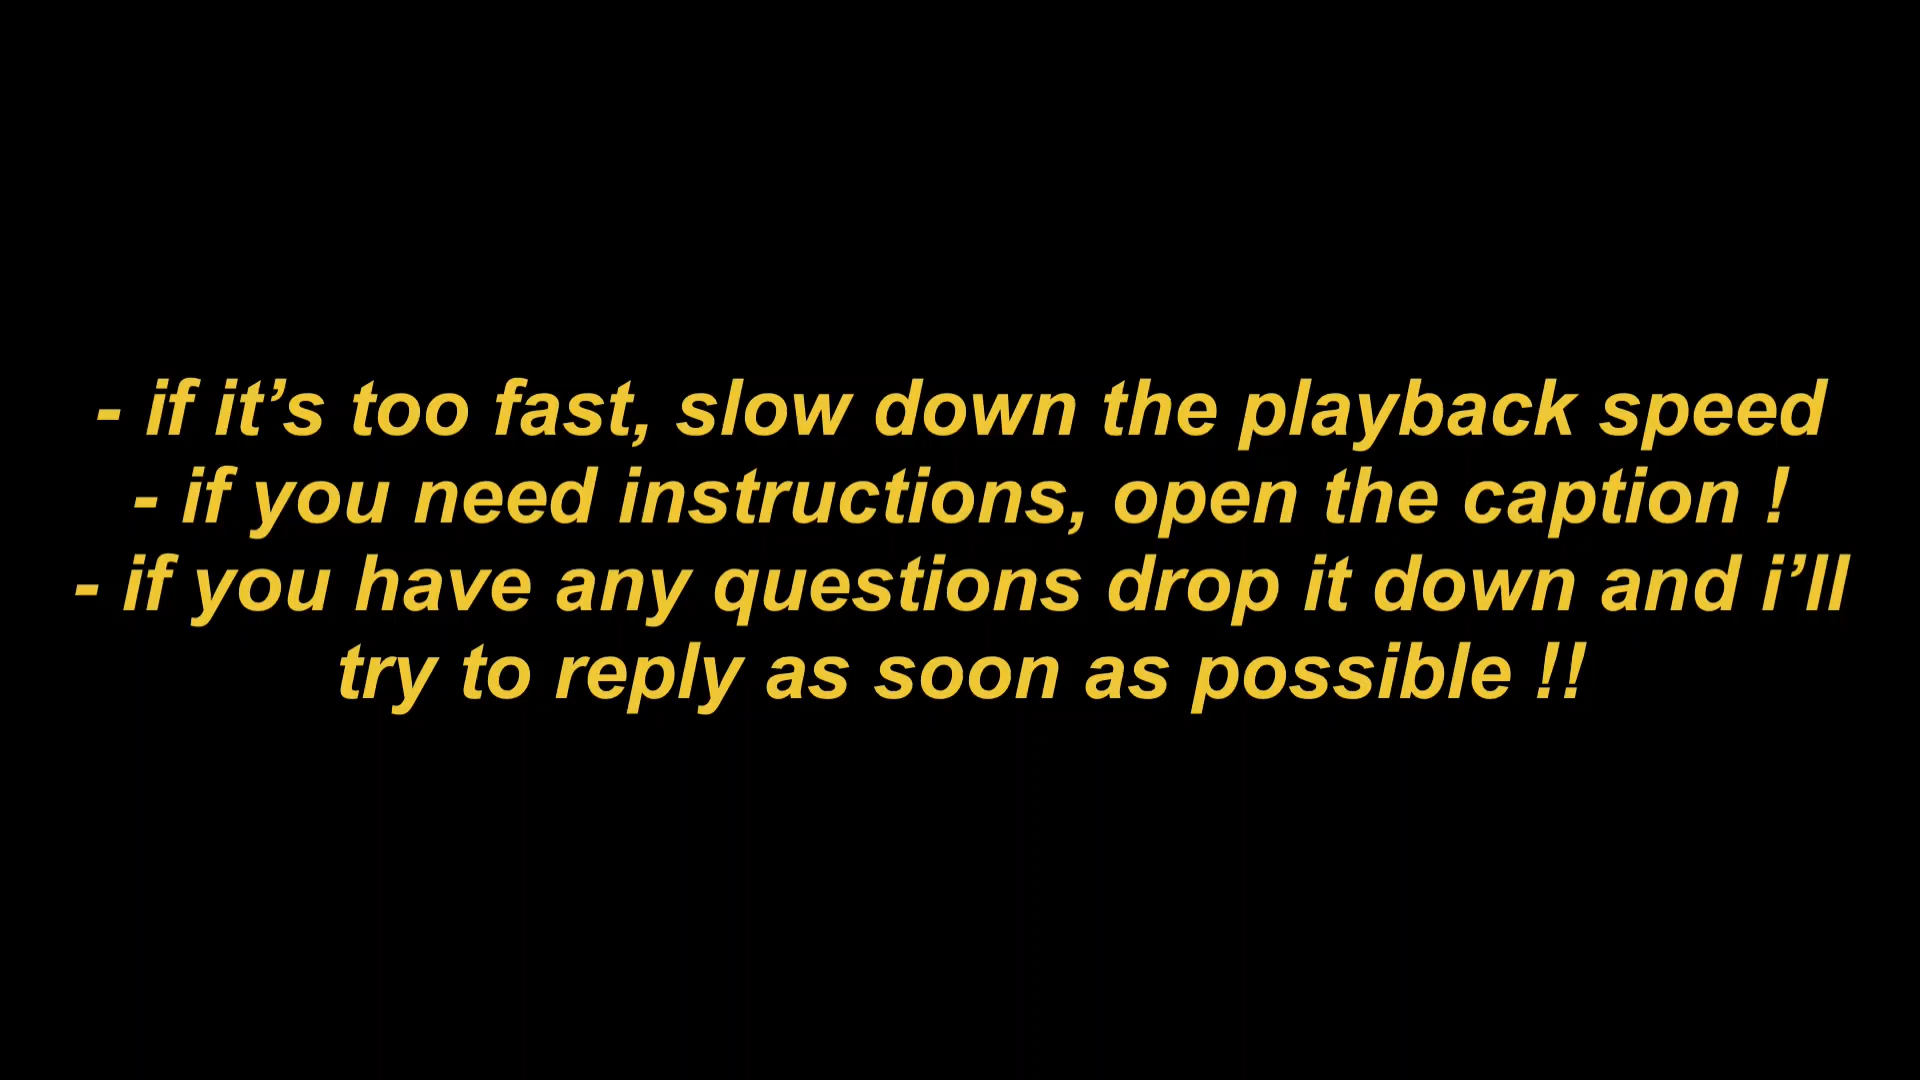 - if it’s too fast, slow down the playback speed
- if you need instructions, open the caption !
- if you have any questions drop it down and i’ll
try to reply as soon as possible !!